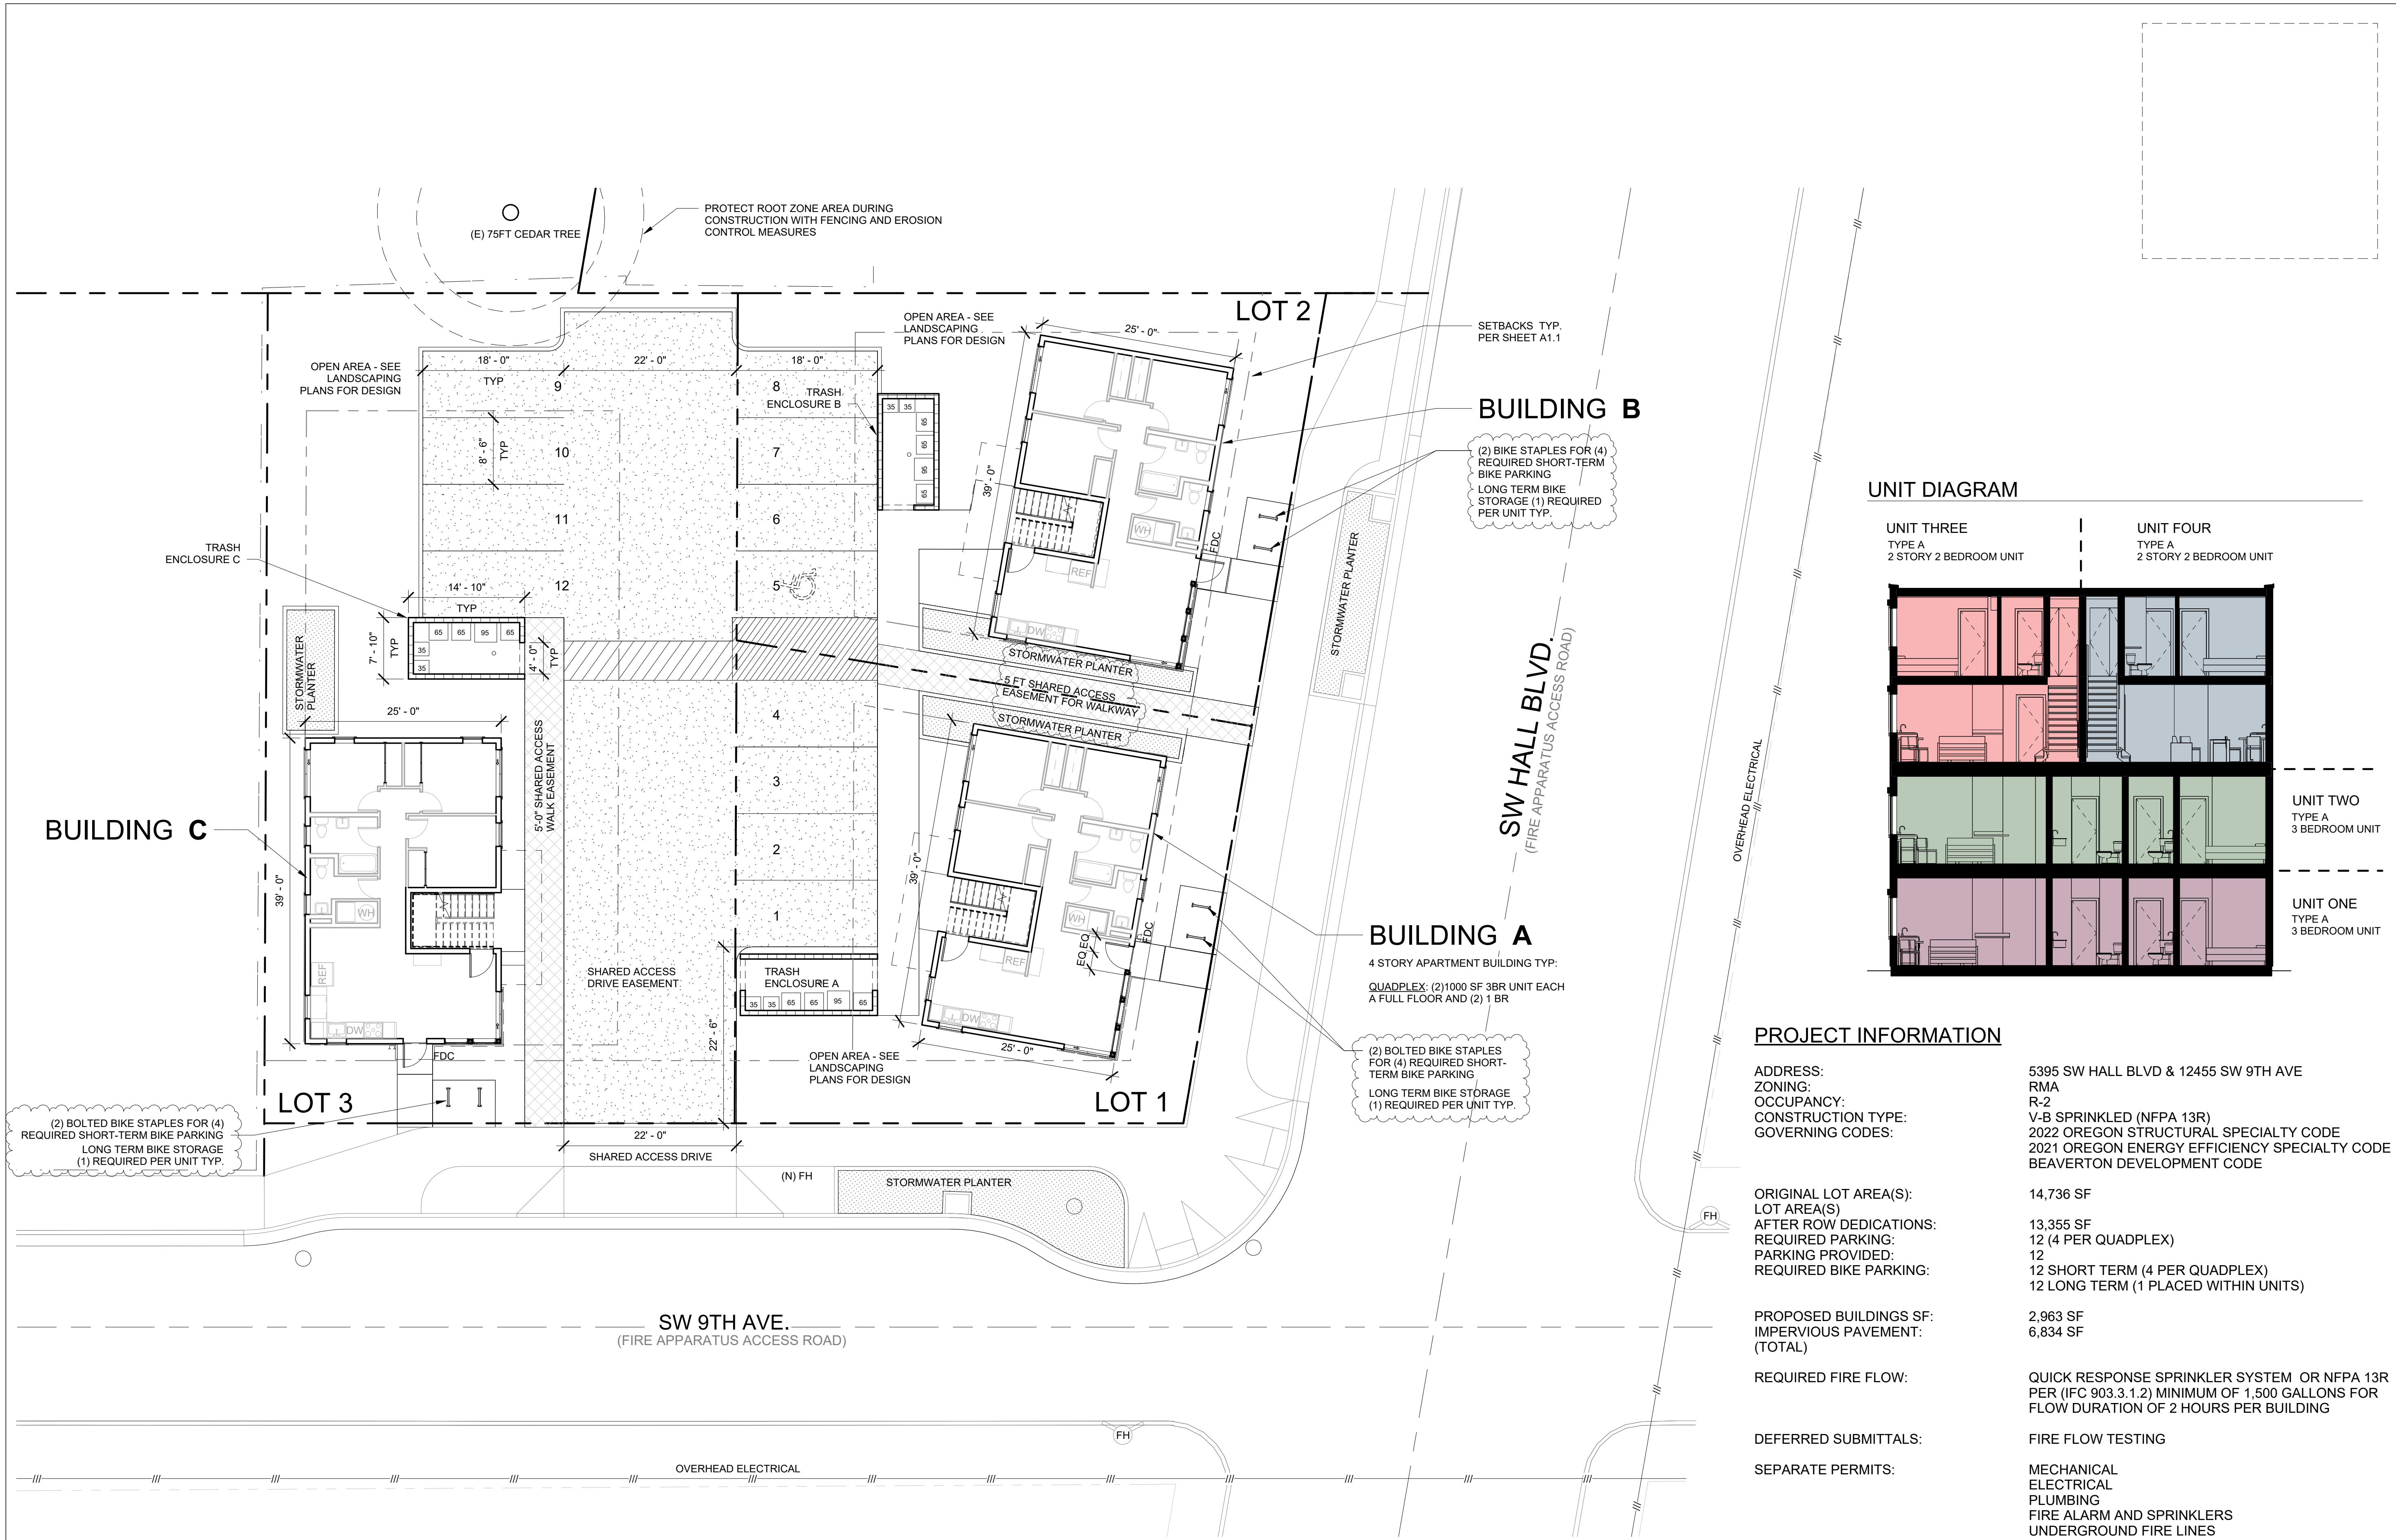 PROTECT ROOT ZONE AREA DURING
CONSTRUCTION WITH FENCING AND EROSION
CONTROL MEASURES
(E) 75FT CEDAR TREE
LOT 2
OPEN AREA - SEE
LANDSCAPING
PLANS FOR DESIGN
25' - 0"
SETBACKS TYP.
PER SHEET A1.1
OPEN AREA - SEE
LANDSCAPING
PLANS FOR DESIGN
18' - 0"
22' - 0"
18' - 0"
TYP
9
8
TRASH
ENCLOSURE B
35 35
65
65
95
65
BUILDING B
8' - 6"
TYP
10
7
(2) BIKE STAPLES FOR (4)
REQUIRED SHORT-TERM
BIKE PARKING
LONG TERM BIKE
STORAGE (1) REQUIRED
PER UNIT TYP.
39' - 0"
11
6
WH
FDC
REF
DW
TRASH
ENCLOSURE C
14' - 10"
TYP
12
5
STORMWATER PLANTER
7' - 10"
TYP
65 65 95 65
35
35
4' - 0"
TYP
STORMWATER
PLANTER
STORMWATER PLANTER
5 FT SHARED ACCESS
EASEMENT FOR WALKWAY
STORMWATER PLANTER
SW HALL BLVD.
(FIRE APPARATUS ACCESS ROAD)
OVERHEAD ELECTRICAL
25' - 0"
5'-0" SHARED ACCESS
WALK EASEMENT
4
3
2
1
BUILDING C
39' - 0"
WH
REF
DW
FDC
39' - 0"
WH
EQ EQ
FDC
REF
DW
25' - 0"
BUILDING A
4 STORY APARTMENT BUILDING TYP:
QUADPLEX: (2)1000 SF 3BR UNIT EACH
A FULL FLOOR AND (2) 1 BR
SHARED ACCESS
DRIVE EASEMENT
TRASH
ENCLOSURE A
35 35 65 65 95 65
22' - 6"
OPEN AREA - SEE
LANDSCAPING
PLANS FOR DESIGN
(2) BOLTED BIKE STAPLES
FOR (4) REQUIRED SHORT-
TERM BIKE PARKING
LONG TERM BIKE STORAGE
(1) REQUIRED PER UNIT TYP.
LOT 3
LOT 1
(2) BOLTED BIKE STAPLES FOR (4)
REQUIRED SHORT-TERM BIKE PARKING
LONG TERM BIKE STORAGE
(1) REQUIRED PER UNIT TYP.
22' - 0"
SHARED ACCESS DRIVE
(N) FH
STORMWATER PLANTER
FH
SW 9TH AVE.
(FIRE APPARATUS ACCESS ROAD)
FH
OVERHEAD ELECTRICAL
UNIT DIAGRAM
UNIT THREE
TYPE A
2 STORY 2 BEDROOM UNIT
UNIT FOUR
TYPE A
2 STORY 2 BEDROOM UNIT
UNIT TWO
TYPE A
3 BEDROOM UNIT
UNIT ONE
TYPE A
3 BEDROOM UNIT
PROJECT INFORMATION
ADDRESS: 5395 SW HALL BLVD & 12455 SW 9TH AVE
ZONING: RMA
OCCUPANCY: R-2
CONSTRUCTION TYPE: V-B SPRINKLED (NFPA 13R)
GOVERNING CODES: 2022 OREGON STRUCTURAL SPECIALTY CODE
2021 OREGON ENERGY EFFICIENCY SPECIALTY CODE
BEAVERTON DEVELOPMENT CODE
ORIGINAL LOT AREA(S): 14,736 SF
LOT AREA(S)
AFTER ROW DEDICATIONS: 13,355 SF
REQUIRED PARKING: 12 (4 PER QUADPLEX)
PARKING PROVIDED: 12
REQUIRED BIKE PARKING: 12 SHORT TERM (4 PER QUADPLEX)
12 LONG TERM (1 PLACED WITHIN UNITS)
PROPOSED BUILDINGS SF: 2,963 SF
IMPERVIOUS PAVEMENT: 6,834 SF
(TOTAL)
REQUIRED FIRE FLOW: QUICK RESPONSE SPRINKLER SYSTEM OR NFPA 13R
PER (IFC 903.3.1.2) MINIMUM OF 1,500 GALLONS FOR
FLOW DURATION OF 2 HOURS PER BUILDING
DEFERRED SUBMITTALS: FIRE FLOW TESTING
SEPARATE PERMITS: MECHANICAL
ELECTRICAL
PLUMBING
FIRE ALARM AND SPRINKLERS
UNDERGROUND FIRE LINES